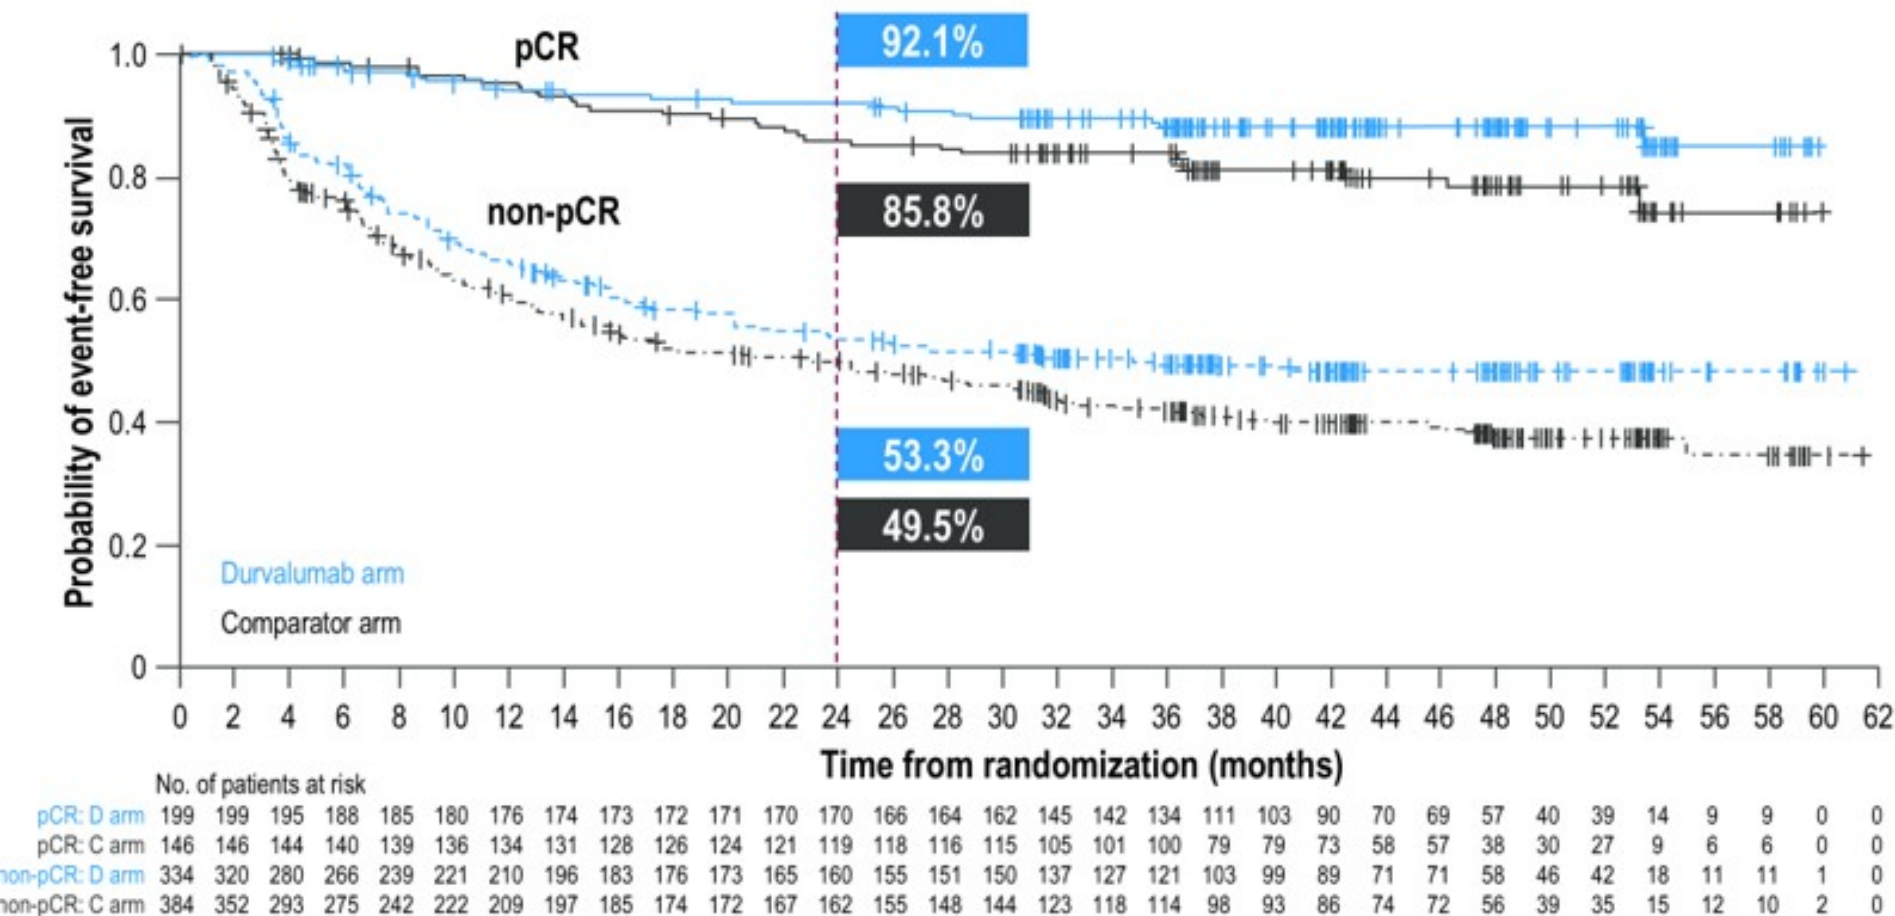 pCR
92.1%
1.0
0.8
non-pCR
85.8%
0.6
0.4
53.3%
49.5%
0.2
0
Probability of event-free survival
Durvalumab arm
Comparator arm
0 2 4 6 8 10 12 14 16 18 20 22 24 26 28 30 32 34 36 38 40 42 44 46 48 50 52 54 56 58 60 62
Time from randomization (months)
No. of patients at risk
pCR: D arm 199 199 195 188 185 180 176 174 173 172 171 170 170 166 164 162 145 142 134 111 103 90 70 69 57 40 39 14 9 9 0 0
pCR: C arm 146 146 144 140 139 136 134 131 128 126 124 121 119 118 116 115 105 101 100 79 79 73 58 57 38 30 27 9 6 6 0 0
non-pCR: D arm 334 320 280 266 239 221 210 196 183 176 173 165 160 155 151 150 137 127 121 103 99 89 71 71 58 46 42 18 11 11 1 0
non-pCR: C arm 384 352 293 275 242 222 209 197 185 174 172 167 162 155 148 144 123 118 114 98 93 86 74 72 56 39 35 15 12 10 2 0